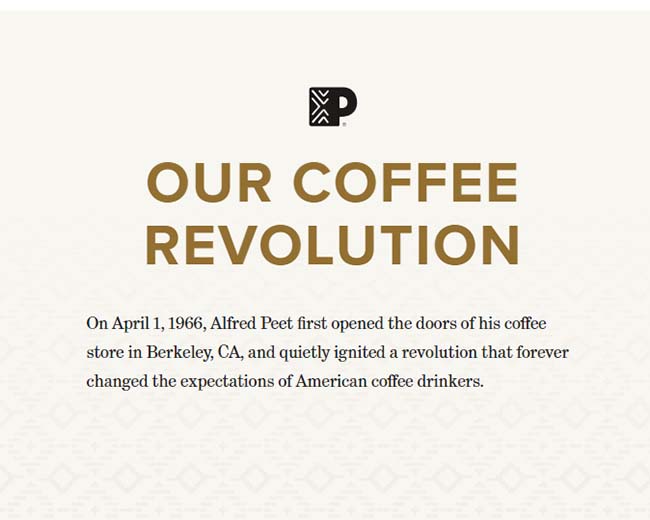 P
OUR COFFEE
REVOLUTION
On April 1, 1966, Alfred Peet first opened the doors of his coffee
store in Berkeley, CA, and quietly ignited a revolution that forever
changed the expectations of American coffee drinkers.